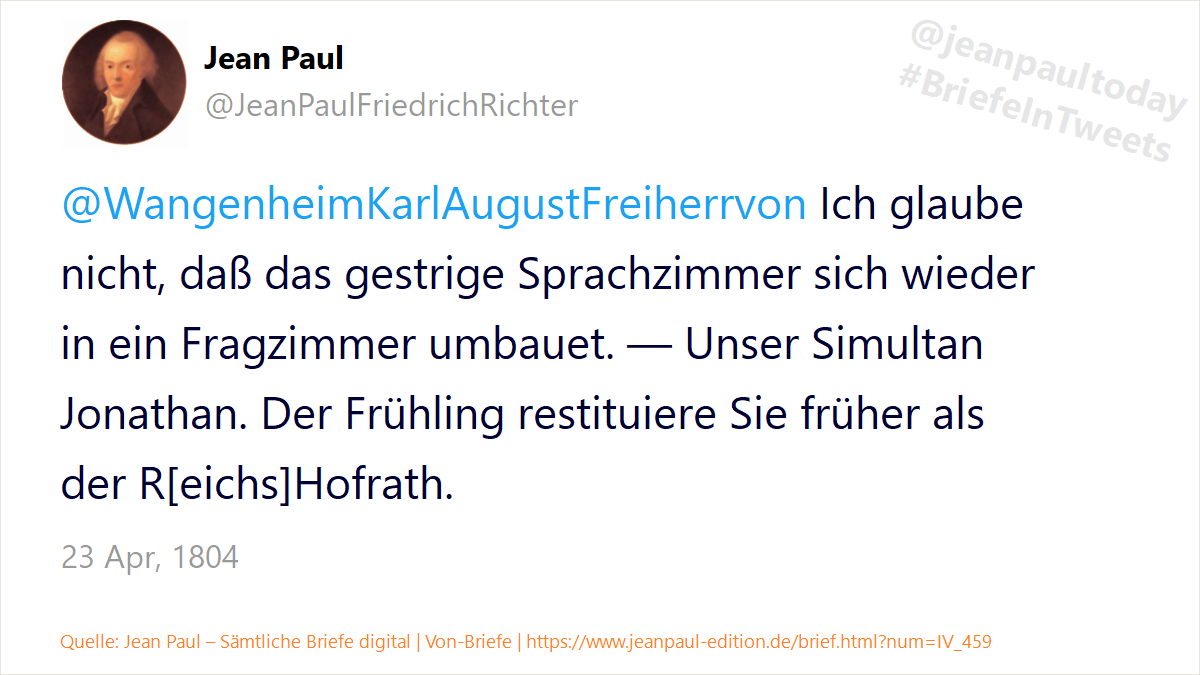 Jean Paul
@JeanPaulFriedrichRichter
@jeanpaultoday
#BriefeInTweets
@WangenheimKarlAugustFreiherrvon Ich glaube
nicht, daß das gestrige Sprachzimmer sich wieder
in ein Fragzimmer umbauet. — Unser Simultan
Jonathan. Der Frühling restituiere Sie früher als
der R[eichs]Hofrath.
23 Apr, 1804
Quelle: Jean Paul – Sämtliche Briefe digital | Von-Briefe | https://www.jeanpaul-edition.de/brief.html?num=IV_459